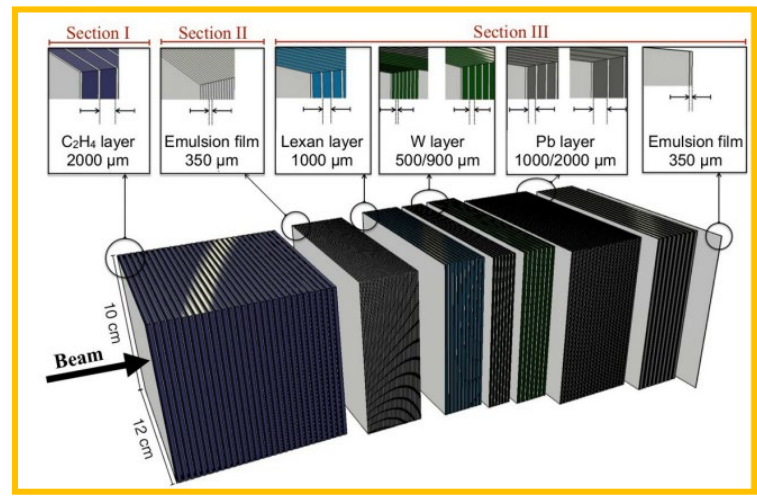 Section I
Section II
Section III
C₂H₄ layer
2000 μm
Emulsion film
350 μm
Lexan layer
1000 μm
W layer
500/900 μm
Pb layer
1000/2000 μm
Emulsion film
350 μm
10 cm
Beam
12 cm